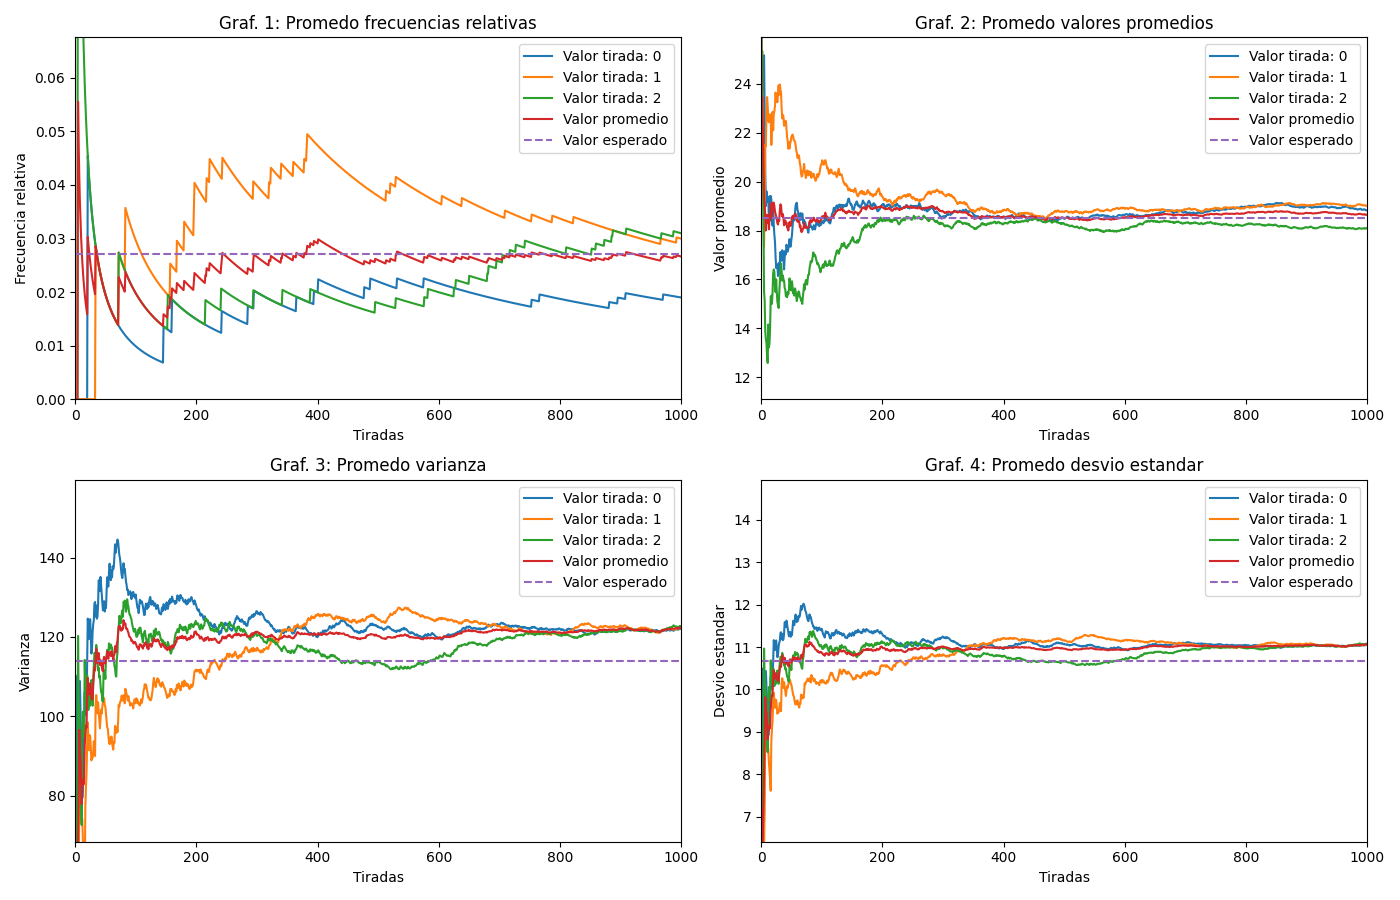 Graf. 1: Promedo frecuencias relativas
Frecuencia relativa
0.06
0.05
0.04
0.03
0.02
0.01
0.00
Valor tirada: 0
Valor tirada: 1
Valor tirada: 2
Valor promedio
Valor esperado
0 200 400 600 800 1000
Tiradas
Graf. 2: Promedo valores promedios
Valor promedio
24
22
20
18
16
14
12
Valor tirada: 0
Valor tirada: 1
Valor tirada: 2
Valor promedio
Valor esperado
0 200 400 600 800 1000
Tiradas
Graf. 3: Promedo varianza
Varianza
140
120
100
80
Valor tirada: 0
Valor tirada: 1
Valor tirada: 2
Valor promedio
Valor esperado
0 200 400 600 800 1000
Tiradas
Graf. 4: Promedo desvio estandar
Desvio estandar
14
13
12
11
10
9
8
7
Valor tirada: 0
Valor tirada: 1
Valor tirada: 2
Valor promedio
Valor esperado
0 200 400 600 800 1000
Tiradas